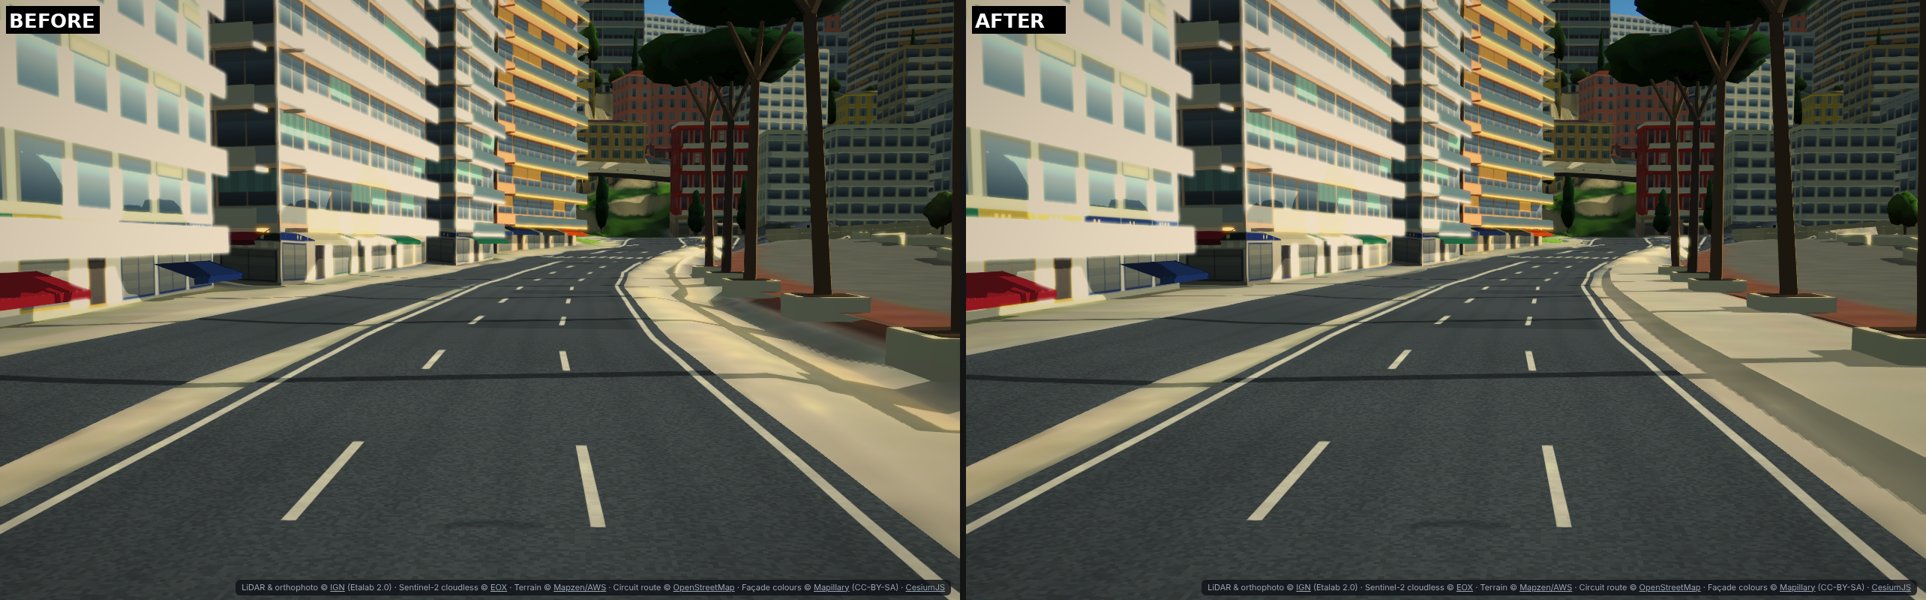 BEFORE
AFTER
LiDAR & orthophoto © IGN (Etalab 2.0) · Sentinel-2 cloudless © EOX · Terrain © Mapzen/AWS · Circuit route © OpenStreetMap · Façade colours © Mapillary (CC-BY-SA) · CesiumJS
LiDAR & orthophoto © IGN (Etalab 2.0) · Sentinel-2 cloudless © EOX · Terrain © Mapzen/AWS · Circuit route © OpenStreetMap · Façade colours © Mapillary (CC-BY-SA) · CesiumJS